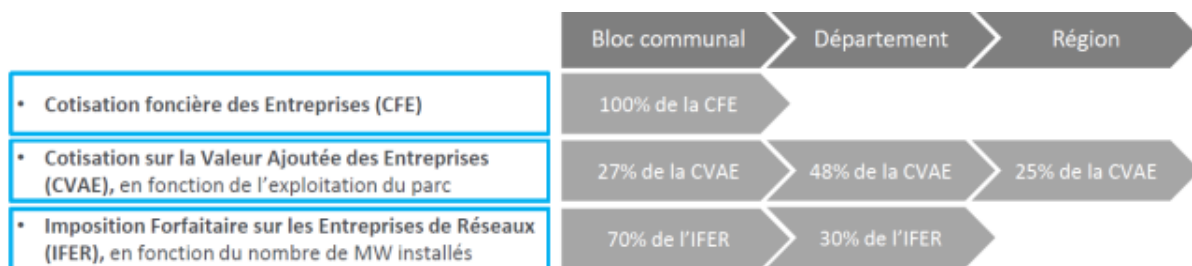 Bloc communal Département Région
• Cotisation foncière des Entreprises (CFE) 100% de la CFE
• Cotisation sur la Valeur Ajoutée des Entreprises
(CVAE), en fonction de l'exploitation du parc
27% de la CVAE 48% de la CVAE 25% de la CVAE
• Imposition Forfaitaire sur les Entreprises de Réseaux
(IFER), en fonction du nombre de MW installés
70% de l'IFER 30% de l'IFER